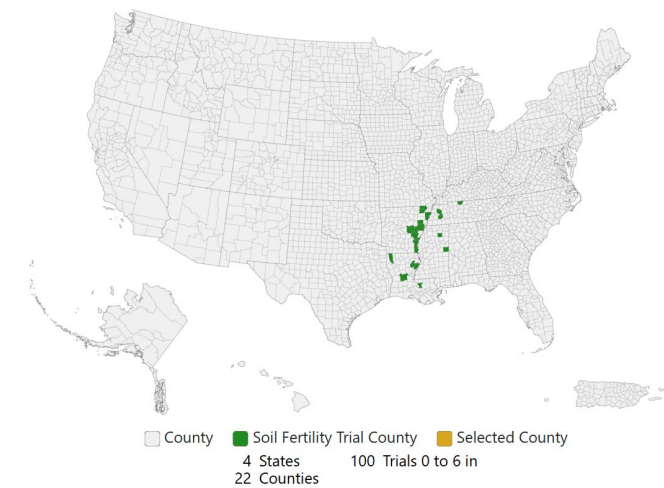 County Soil Fertility Trial County Selected County
4 States 100 Trials 0 to 6 in
22 Counties